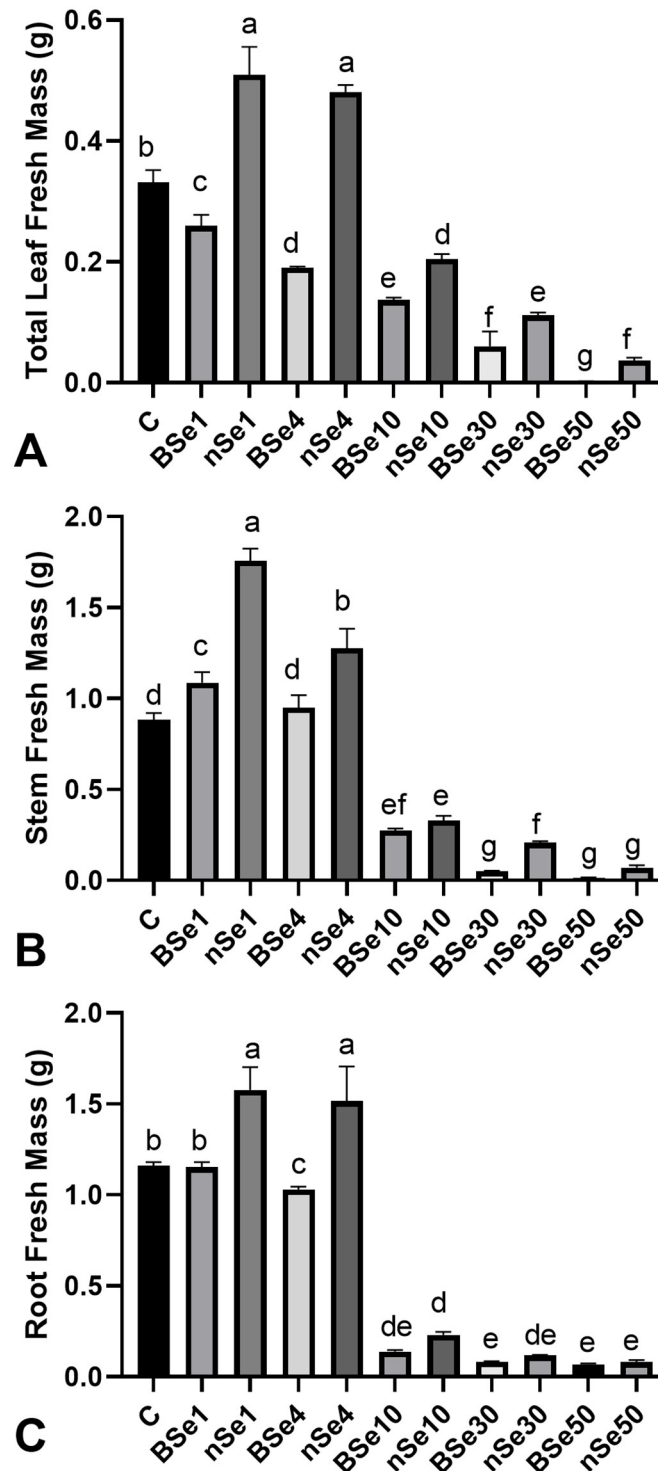 Total Leaf Fresh Mass (g)
0.6
0.4
0.2
0.0
b
c
a
d
a
e
d
f
e
g
f
C
BSe1
nSe1
BSe4
nSe4
BSe10
nSe10
BSe30
nSe30
BSe50
nSe50
A
Stem Fresh Mass (g)
2.0
1.5
1.0
0.5
0.0
d
c
a
d
b
ef
e
g
f
g
g
C
BSe1
nSe1
BSe4
nSe4
BSe10
nSe10
BSe30
nSe30
BSe50
nSe50
B
Root Fresh Mass (g)
2.0
1.5
1.0
0.5
0.0
b
b
a
c
a
de
d
e
de
e
e
C
BSe1
nSe1
BSe4
nSe4
BSe10
nSe10
BSe30
nSe30
BSe50
nSe50
C